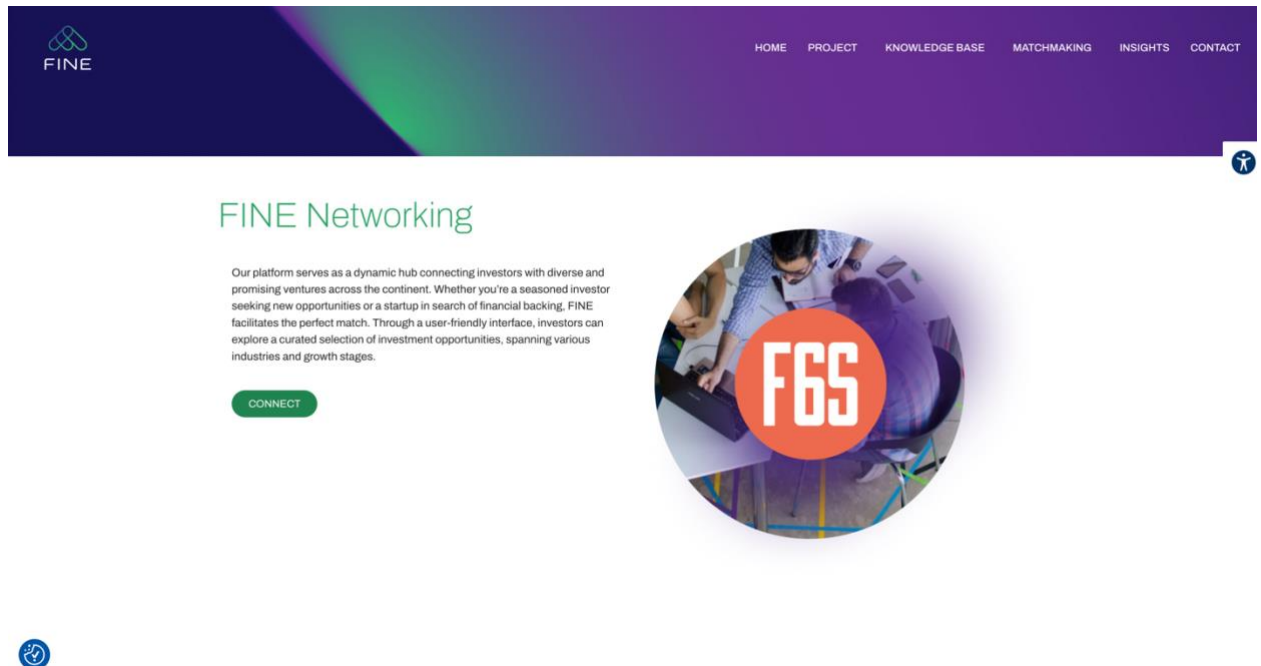 FINE
HOME PROJECT KNOWLEDGE BASE MATCHMAKING INSIGHTS CONTACT
FINE Networking
Our platform serves as a dynamic hub connecting investors with diverse and
promising ventures across the continent. Whether you're a seasoned investor
seeking new opportunities or a startup in search of financial backing, FINE
facilitates the perfect match. Through a user-friendly interface, investors can
explore a curated selection of investment opportunities, spanning various
industries and growth stages.
CONNECT
F6S